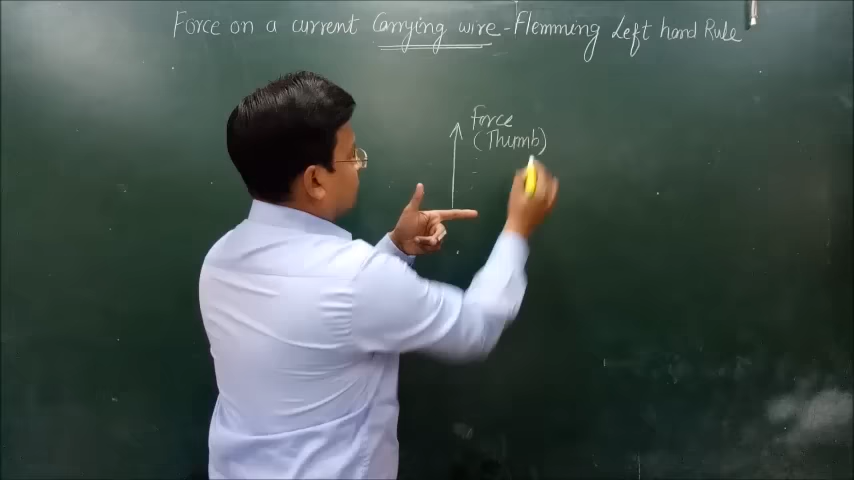 Force on a current Carrying wire - Flemming Left hand Rule
Force
(Thumb)